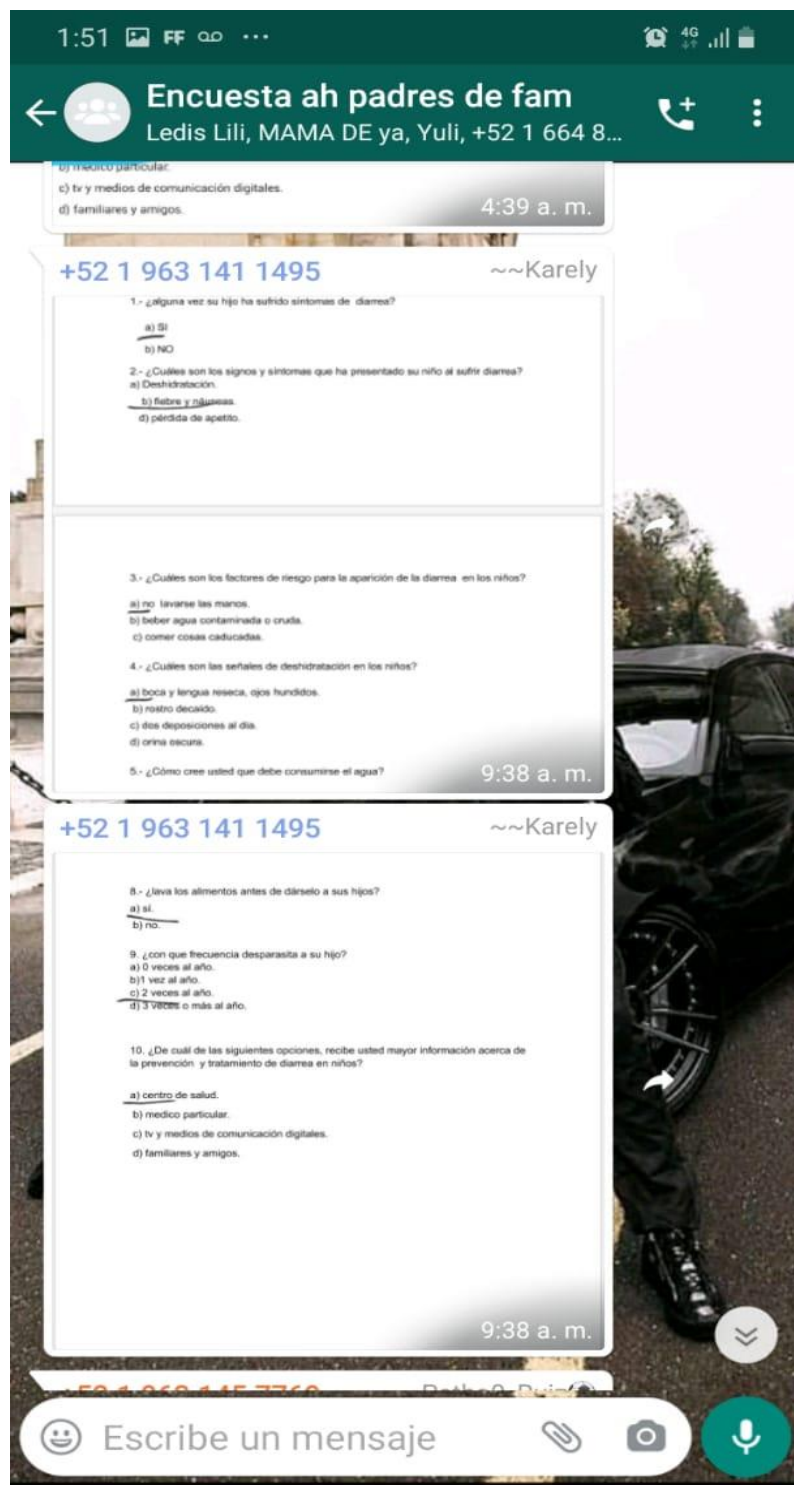 1:51 FF ...
4G
Encuesta ah padres de fam
Ledis Lili, MAMA DE ya, Yuli, +52 1 664 8...
b) medico particular.
c) tv y medios de comunicación digitales.
d) familiares y amigos.
4:39 a. m.
+52 1 963 141 1495 ~~Karely
1.- ¿alguna vez su hijo ha sufrido síntomas de diarrea?
a) SI
b) NO
2.- ¿Cuáles son los signos y síntomas que ha presentado su niño al sufrir diarrea?
a) Deshidratación.
b) fiebre y náuseas.
d) pérdida de apetito.
3.- ¿Cuáles son los factores de riesgo para la aparición de la diarrea en los niños?
a) no lavarse las manos.
b) beber agua contaminada o cruda.
c) comer cosas caducadas.
4.- ¿Cuáles son las señales de deshidratación en los niños?
a) boca y lengua reseca, ojos hundidos.
b) rostro decaído.
c) dos deposiciones al día.
d) orina oscura.
5.- ¿Cómo cree usted que debe consumirse el agua?
9:38 a. m.
+52 1 963 141 1495 ~~Karely
8.- ¿lava los alimentos antes de dárselo a sus hijos?
a) sí.
b) no.
9. ¿con que frecuencia desparasita a su hijo?
a) 0 veces al año.
b)1 vez al año.
c) 2 veces al año.
d) 3 veces o más al año.
10. ¿De cuál de las siguientes opciones, recibe usted mayor información acerca de
la prevención y tratamiento de diarrea en niños?
a) centro de salud.
b) medico particular.
c) tv y medios de comunicación digitales.
d) familiares y amigos.
9:38 a. m.
Escribe un mensaje